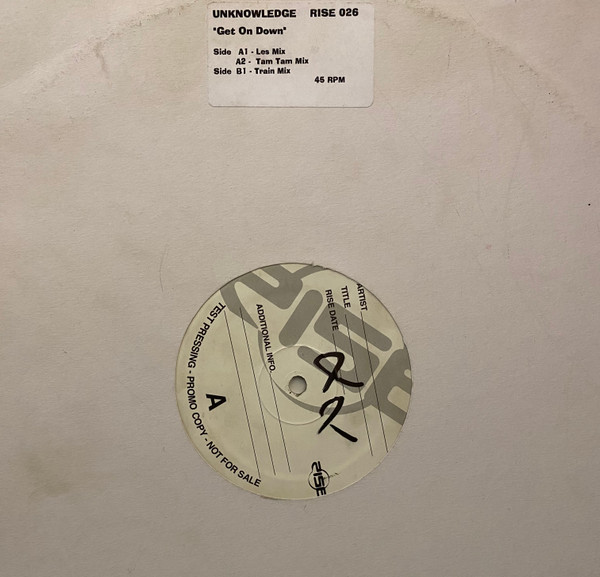 UNKNOWLEDGE RISE 026
"Get On Down"
Side A1 - Les Mix
A2 - Tam Tam Mix
Side B1 - Train Mix
45 RPM
ARTIST
TITLE
RISE DATE
ADDITIONAL INFO.
A
TEST PRESSING - PROMO COPY - NOT FOR SALE
RISE